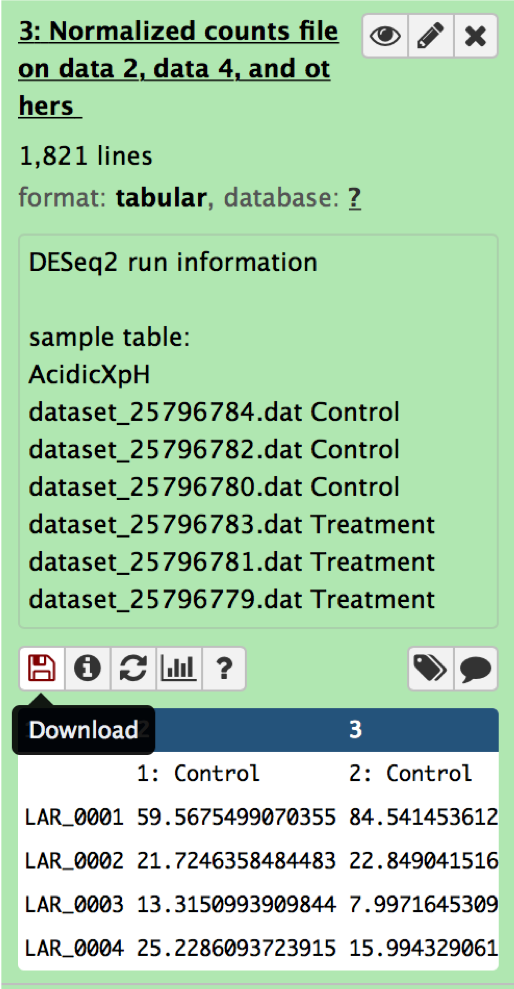 3: Normalized counts file
on data 2, data 4, and ot
hers
1,821 lines
format: tabular, database: ?
DESeq2 run information
sample table:
AcidicXpH
dataset_25796784.dat Control
dataset_25796782.dat Control
dataset_25796780.dat Control
dataset_25796783.dat Treatment
dataset_25796781.dat Treatment
dataset_25796779.dat Treatment
?
Download 3
1: Control 2: Control
LAR_0001 59.5675499070355 84.541453612
LAR_0002 21.7246358484483 22.849041516
LAR_0003 13.3150993909844 7.9971645309
LAR_0004 25.2286093723915 15.994329061